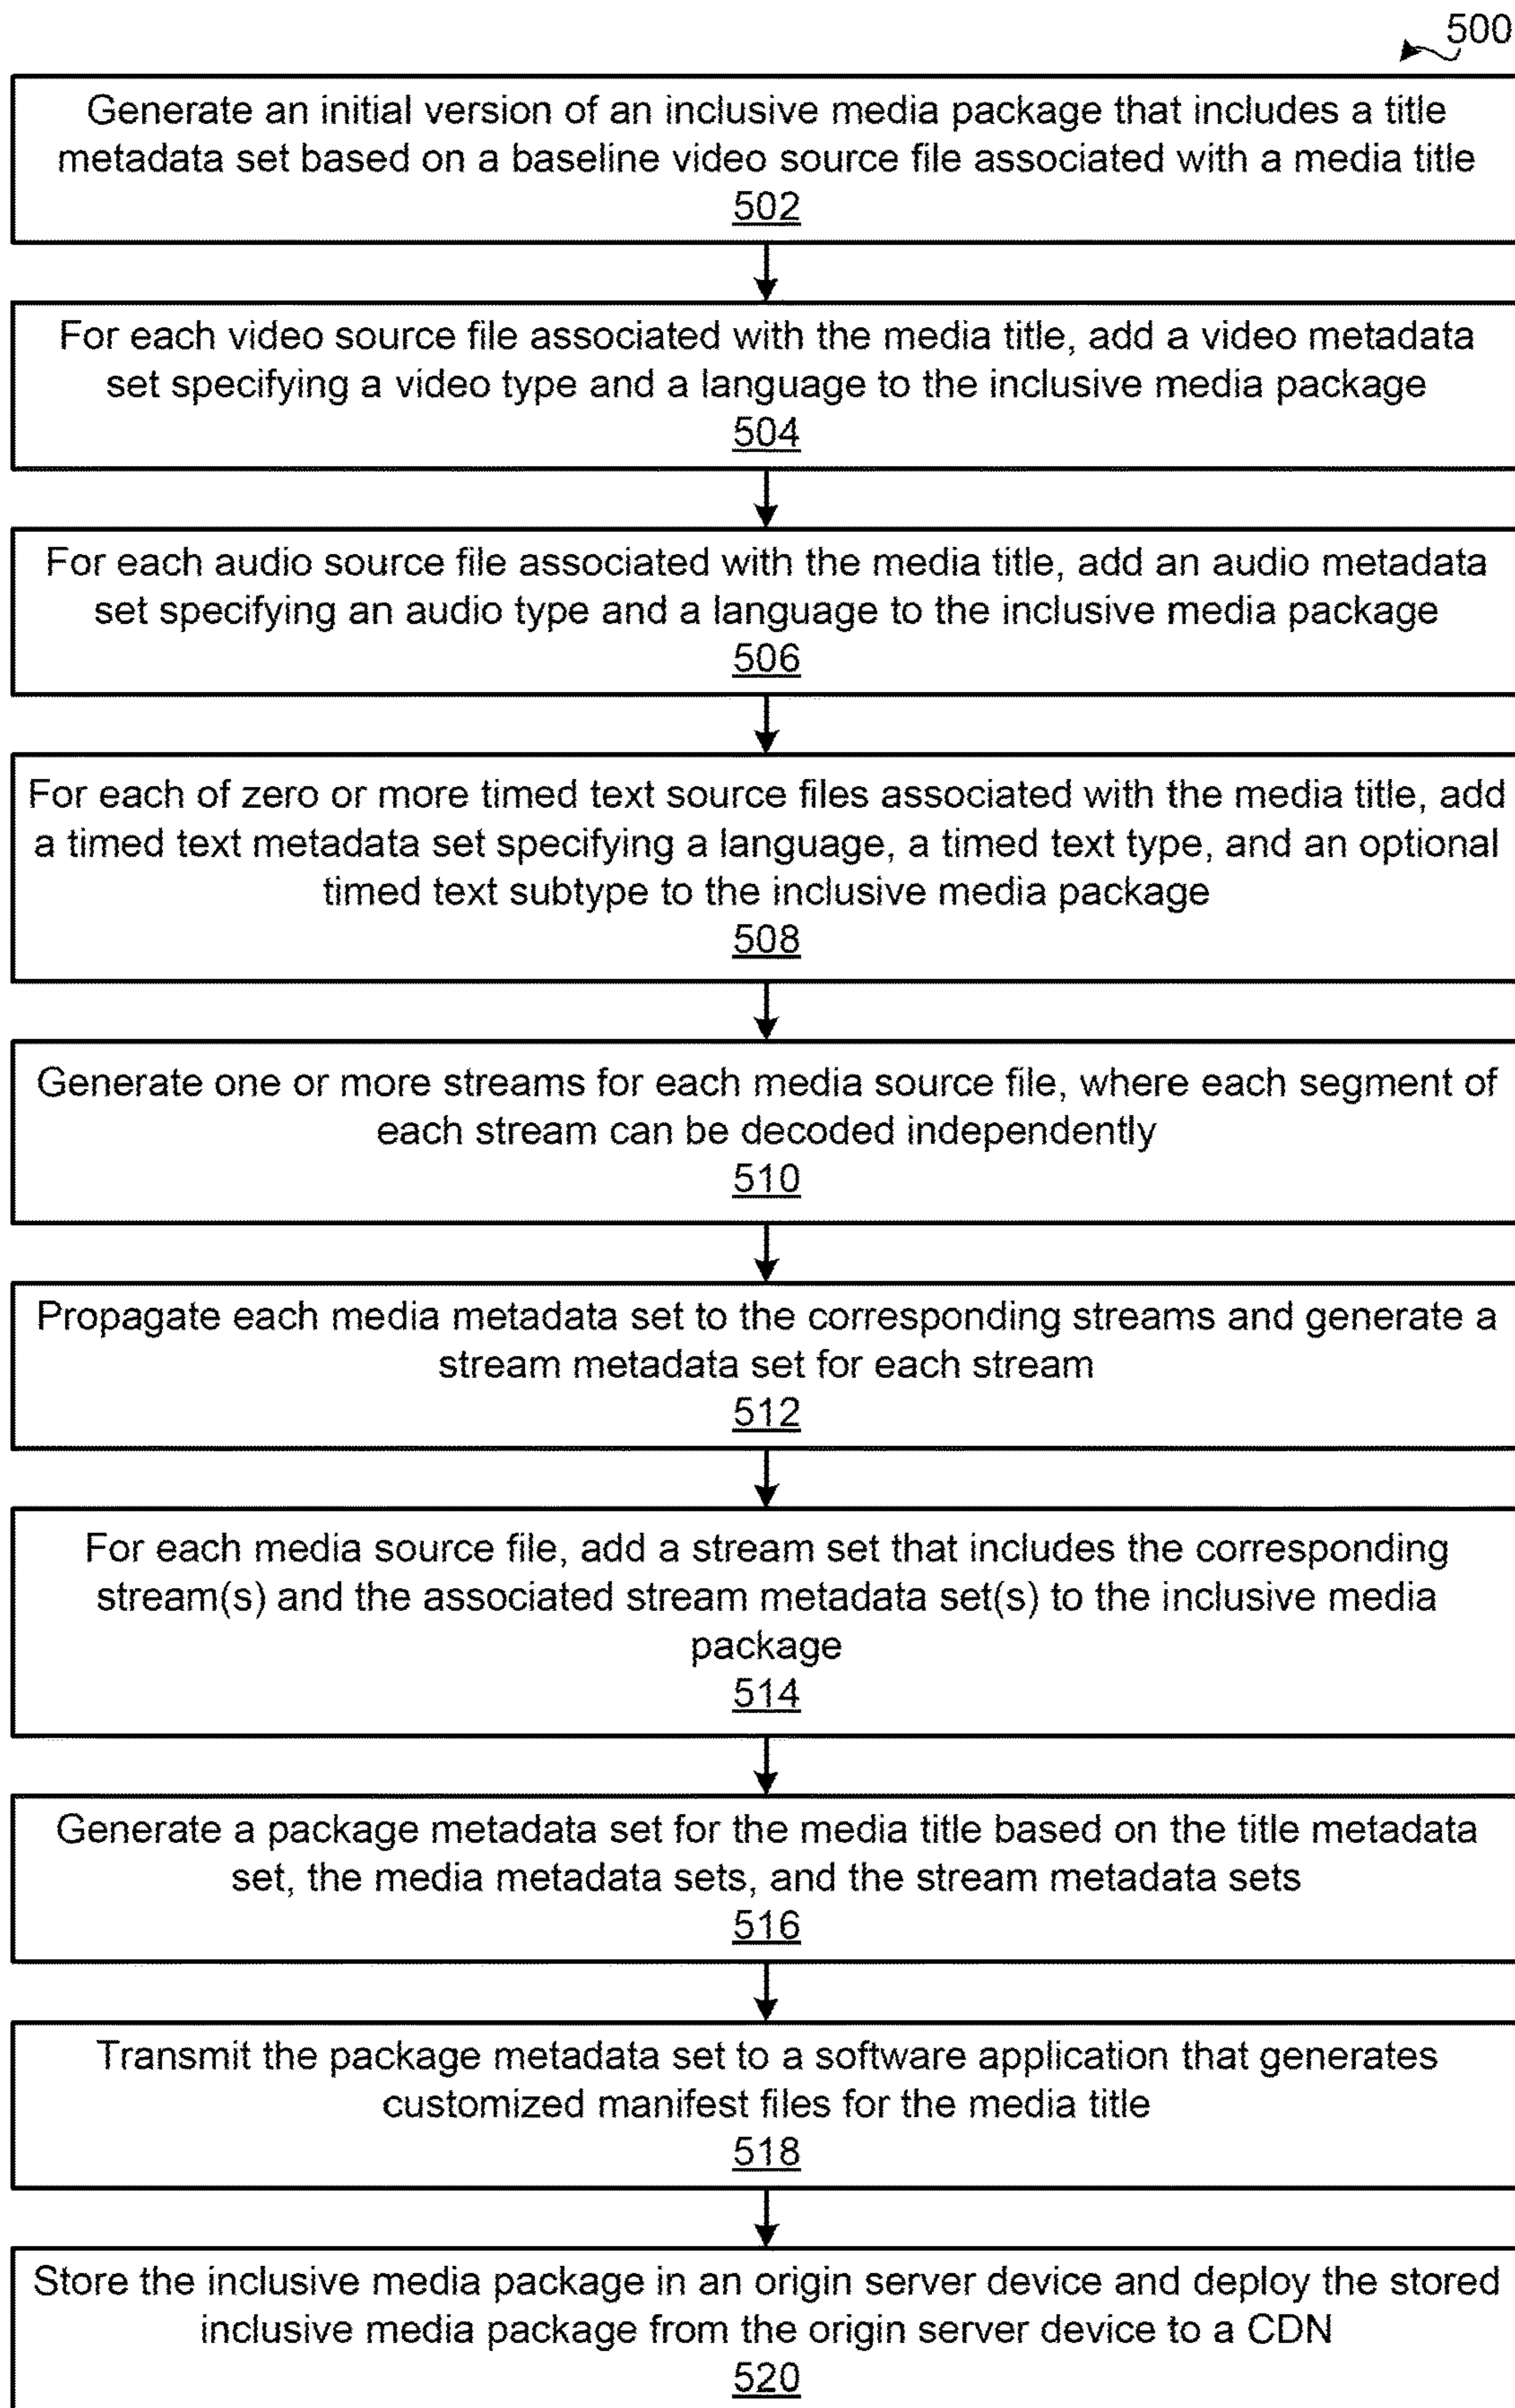 500
Generate an initial version of an inclusive media package that includes a title
metadata set based on a baseline video source file associated with a media title
502
For each video source file associated with the media title, add a video metadata
set specifying a video type and a language to the inclusive media package
504
For each audio source file associated with the media title, add an audio metadata
set specifying an audio type and a language to the inclusive media package
506
For each of zero or more timed text source files associated with the media title, add
a timed text metadata set specifying a language, a timed text type, and an optional
timed text subtype to the inclusive media package
508
Generate one or more streams for each media source file, where each segment of
each stream can be decoded independently
510
Propagate each media metadata set to the corresponding streams and generate a
stream metadata set for each stream
512
For each media source file, add a stream set that includes the corresponding
stream(s) and the associated stream metadata set(s) to the inclusive media
package
514
Generate a package metadata set for the media title based on the title metadata
set, the media metadata sets, and the stream metadata sets
516
Transmit the package metadata set to a software application that generates
customized manifest files for the media title
518
Store the inclusive media package in an origin server device and deploy the stored
inclusive media package from the origin server device to a CDN
520